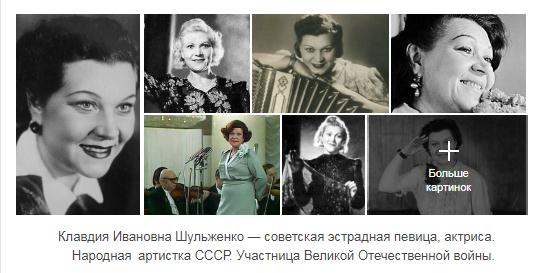 Больше
картинок
Клавдия Ивановна Шульженко — советская эстрадная певица, актриса.
Народная артистка СССР. Участница Великой Отечественной войны.